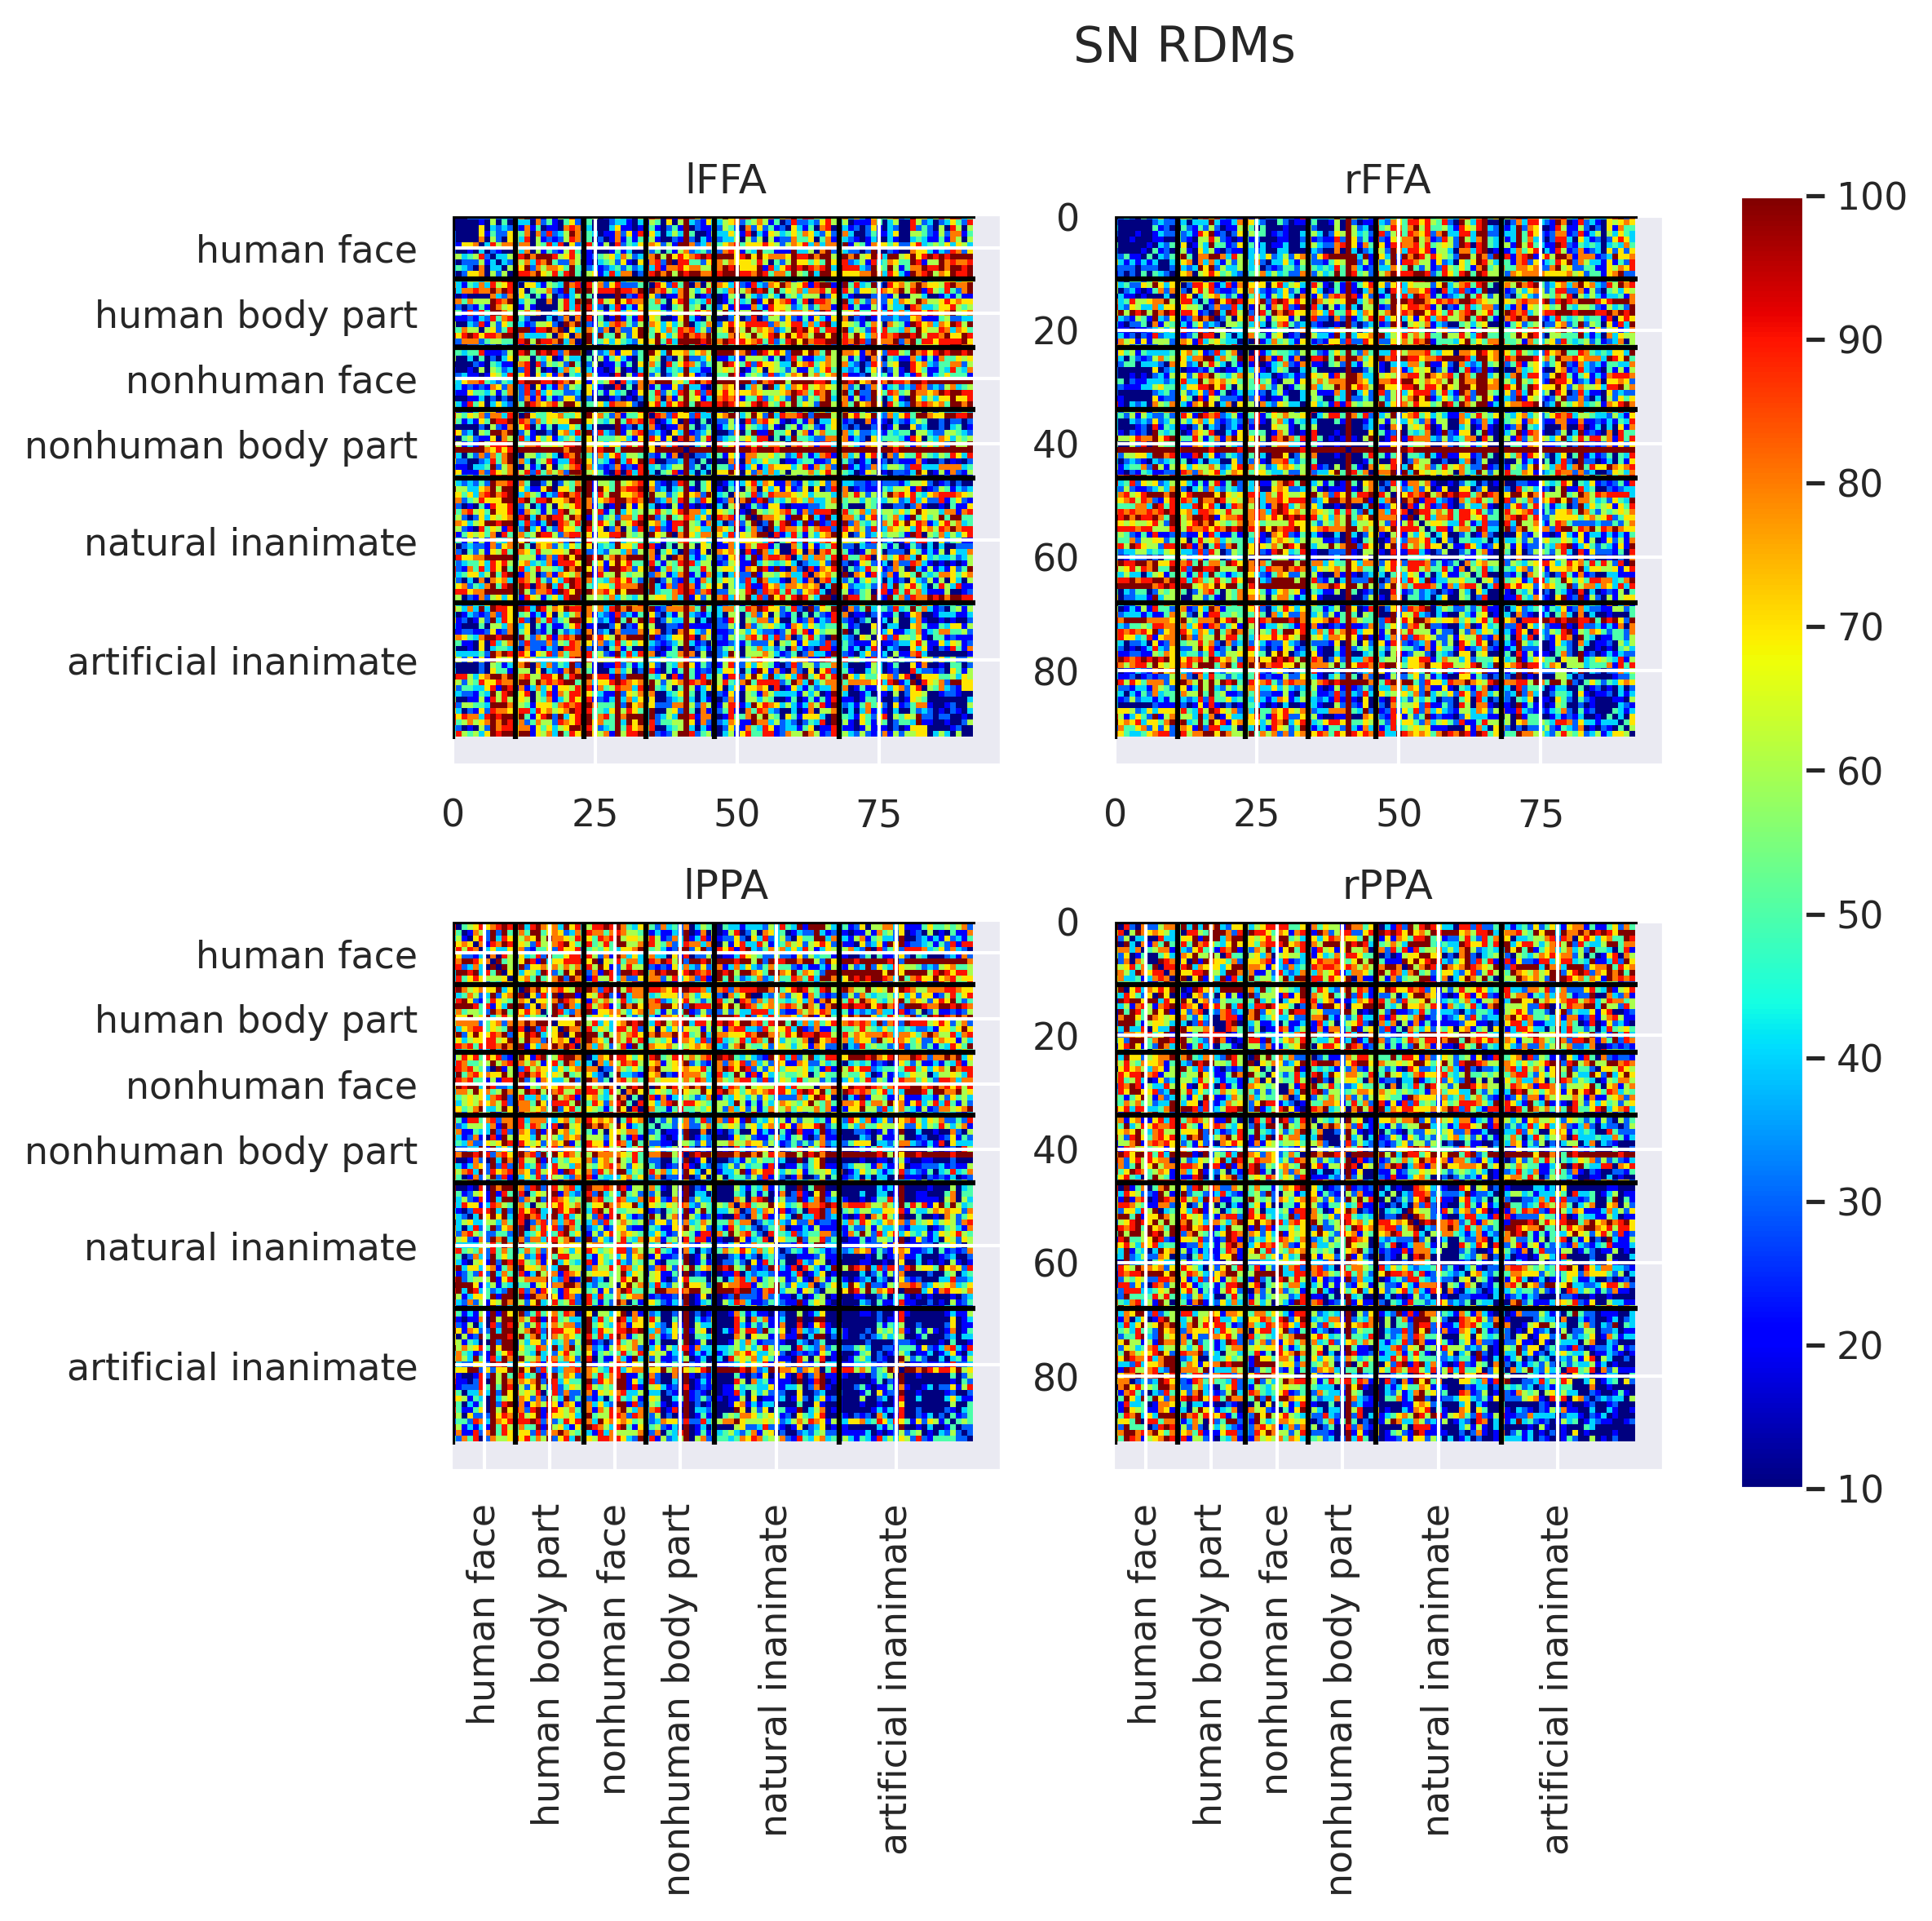 SN RDMs
lFFA
rFFA
human face
human body part
nonhuman face
nonhuman body part
natural inanimate
artificial inanimate
0
20
40
60
80
0 25 50 75
0 25 50 75
lPPA
rPPA
human face
human body part
nonhuman face
nonhuman body part
natural inanimate
artificial inanimate
0
20
40
60
80
human face
human body part
nonhuman face
nonhuman body part
natural inanimate
artificial inanimate
human face
human body part
nonhuman face
nonhuman body part
natural inanimate
artificial inanimate
100
90
80
70
60
50
40
30
20
10